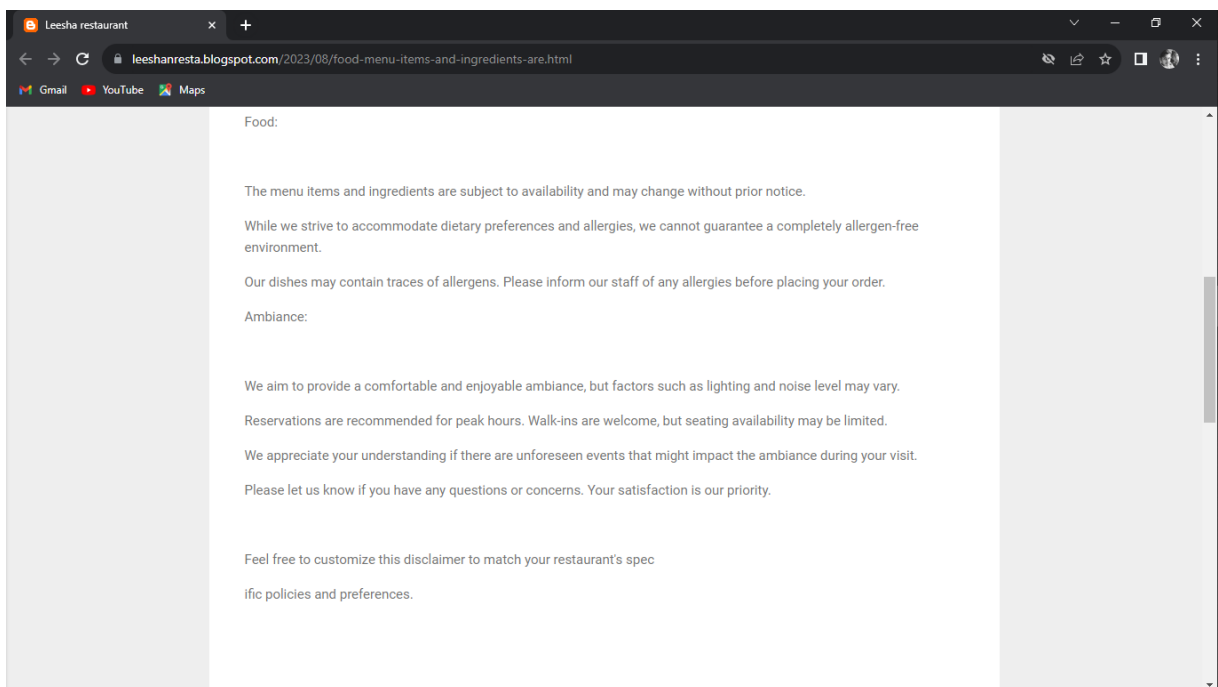 Leesha restaurant
leeshanresta.blogspot.com/2023/08/food-menu-items-and-ingredients-are.html
Gmail YouTube Maps
Food:
The menu items and ingredients are subject to availability and may change without prior notice.
While we strive to accommodate dietary preferences and allergies, we cannot guarantee a completely allergen-free
environment.
Our dishes may contain traces of allergens. Please inform our staff of any allergies before placing your order.
Ambiance:
We aim to provide a comfortable and enjoyable ambiance, but factors such as lighting and noise level may vary.
Reservations are recommended for peak hours. Walk-ins are welcome, but seating availability may be limited.
We appreciate your understanding if there are unforeseen events that might impact the ambiance during your visit.
Please let us know if you have any questions or concerns. Your satisfaction is our priority.
Feel free to customize this disclaimer to match your restaurant's spec
ific policies and preferences.